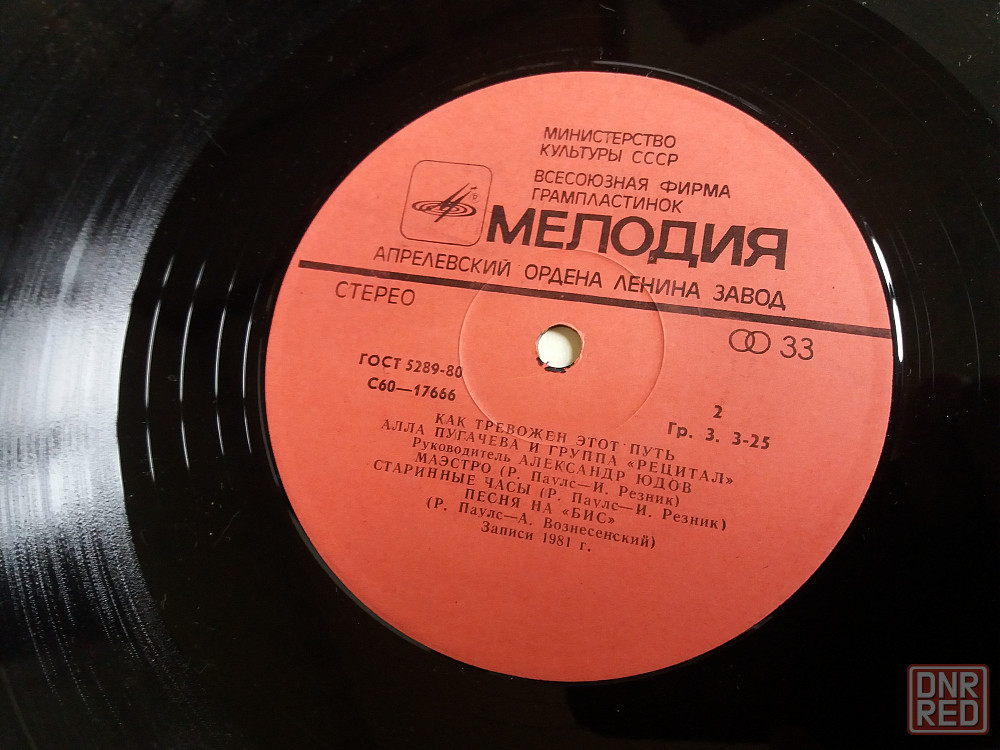 МИНИСТЕРСТВО
КУЛЬТУРЫ СССР
ВСЕСОЮЗНАЯ ФИРМА
ГРАМПЛАСТИНОК
МЕЛОДИЯ
АПРЕЛЕВСКИЙ ОРДЕНА ЛЕНИНА ЗАВОД
СТЕРЕО
33
ГОСТ 5289-80
С60—17666
2
Гр. 3. 3-25
КАК ТРЕВОЖЕН ЭТОТ ПУТЬ
АЛЛА ПУГАЧЕВА И ГРУППА «РЕЦИТАЛ»
Руководитель АЛЕКСАНДР ЮДОВ
МАЭСТРО (Р. Паулс—И. Резник)
СТАРИННЫЕ ЧАСЫ (Р. Паулс—И. Резник)
ПЕСНЯ НА «БИС»
(Р. Паулс—А. Вознесенский)
Записи 1981 г.
DNR
RED